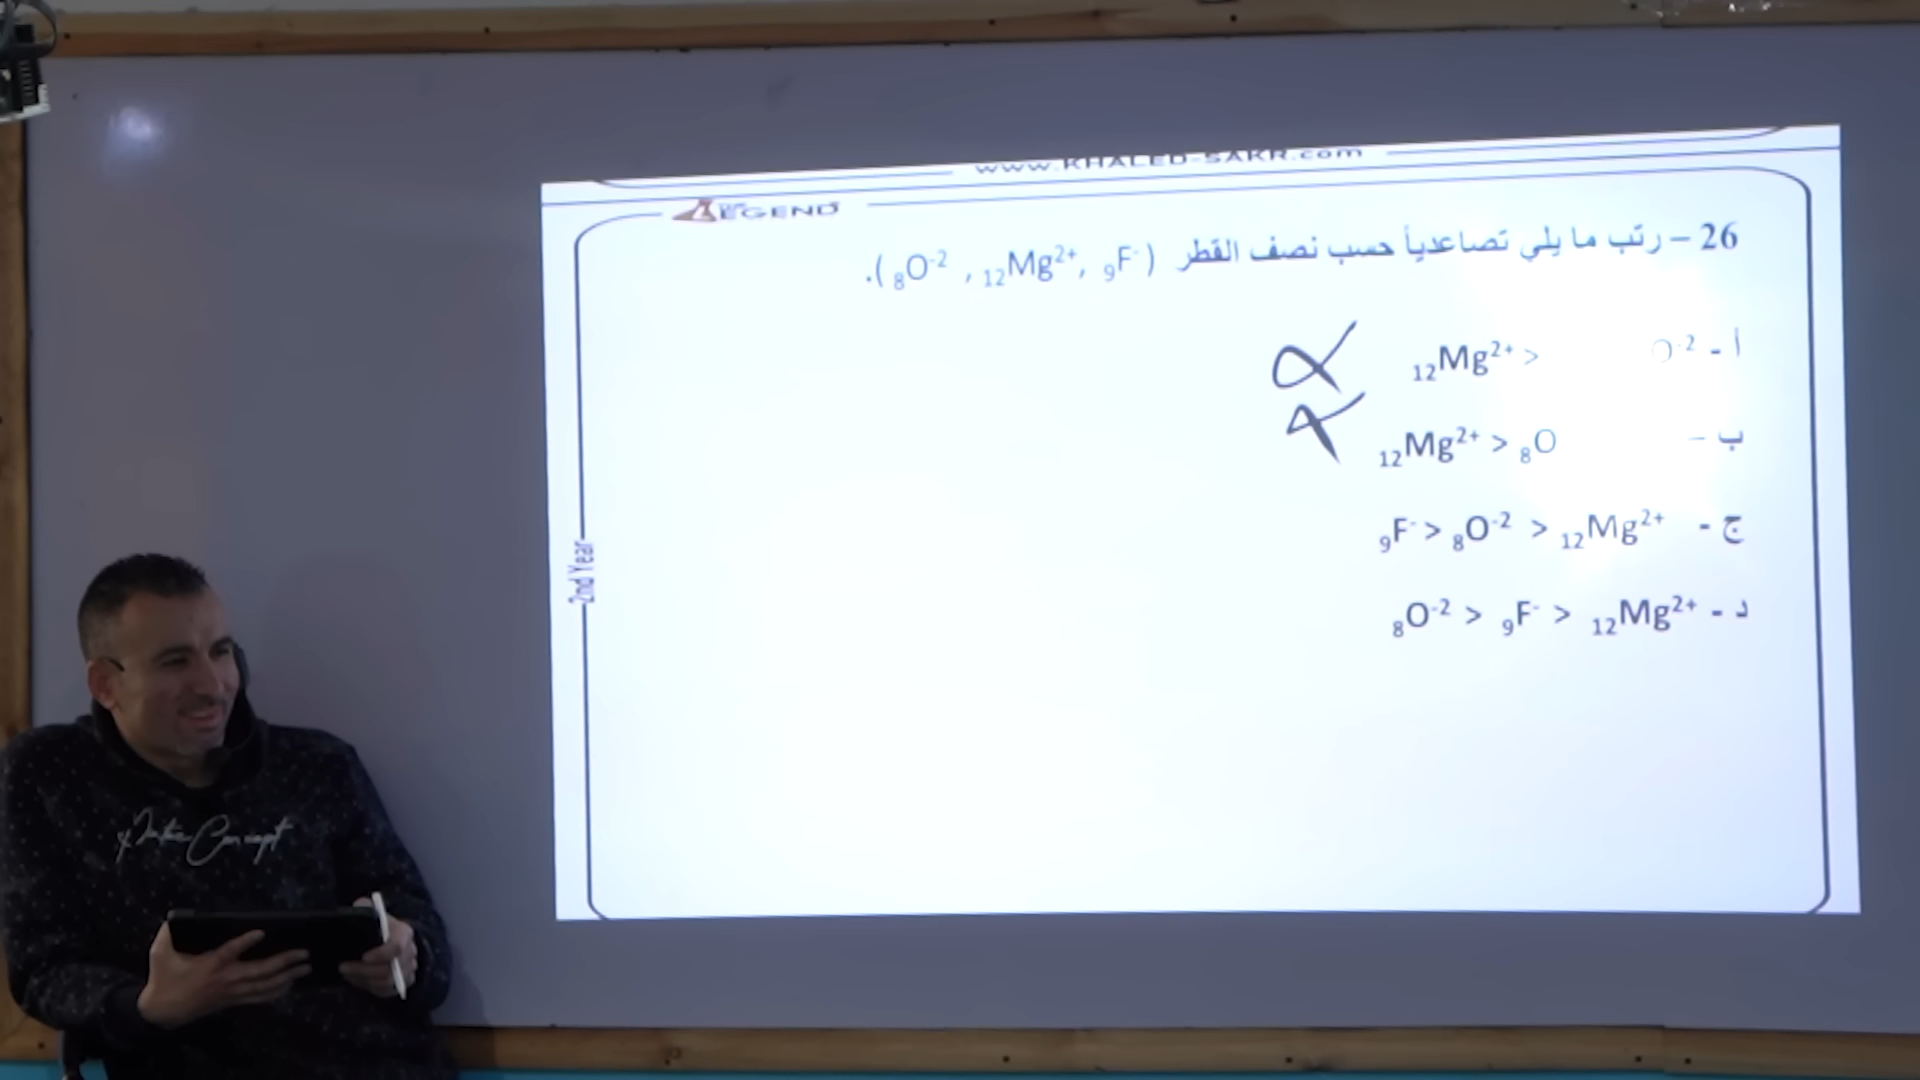 www.KHALED-SAKR.com
LEGEND
26 – رتب ما يلي تصاعدياً حسب نصف القطر ( ₈O⁻² , ₁₂Mg²⁺, ₉F⁻ ).
أ - ₁₂Mg²⁺ > O⁻²
ب – ₁₂Mg²⁺ > ₈O
ج - ₉F⁻ > ₈O⁻² > ₁₂Mg²⁺
د - ₈O⁻² > ₉F⁻ > ₁₂Mg²⁺
2nd Year